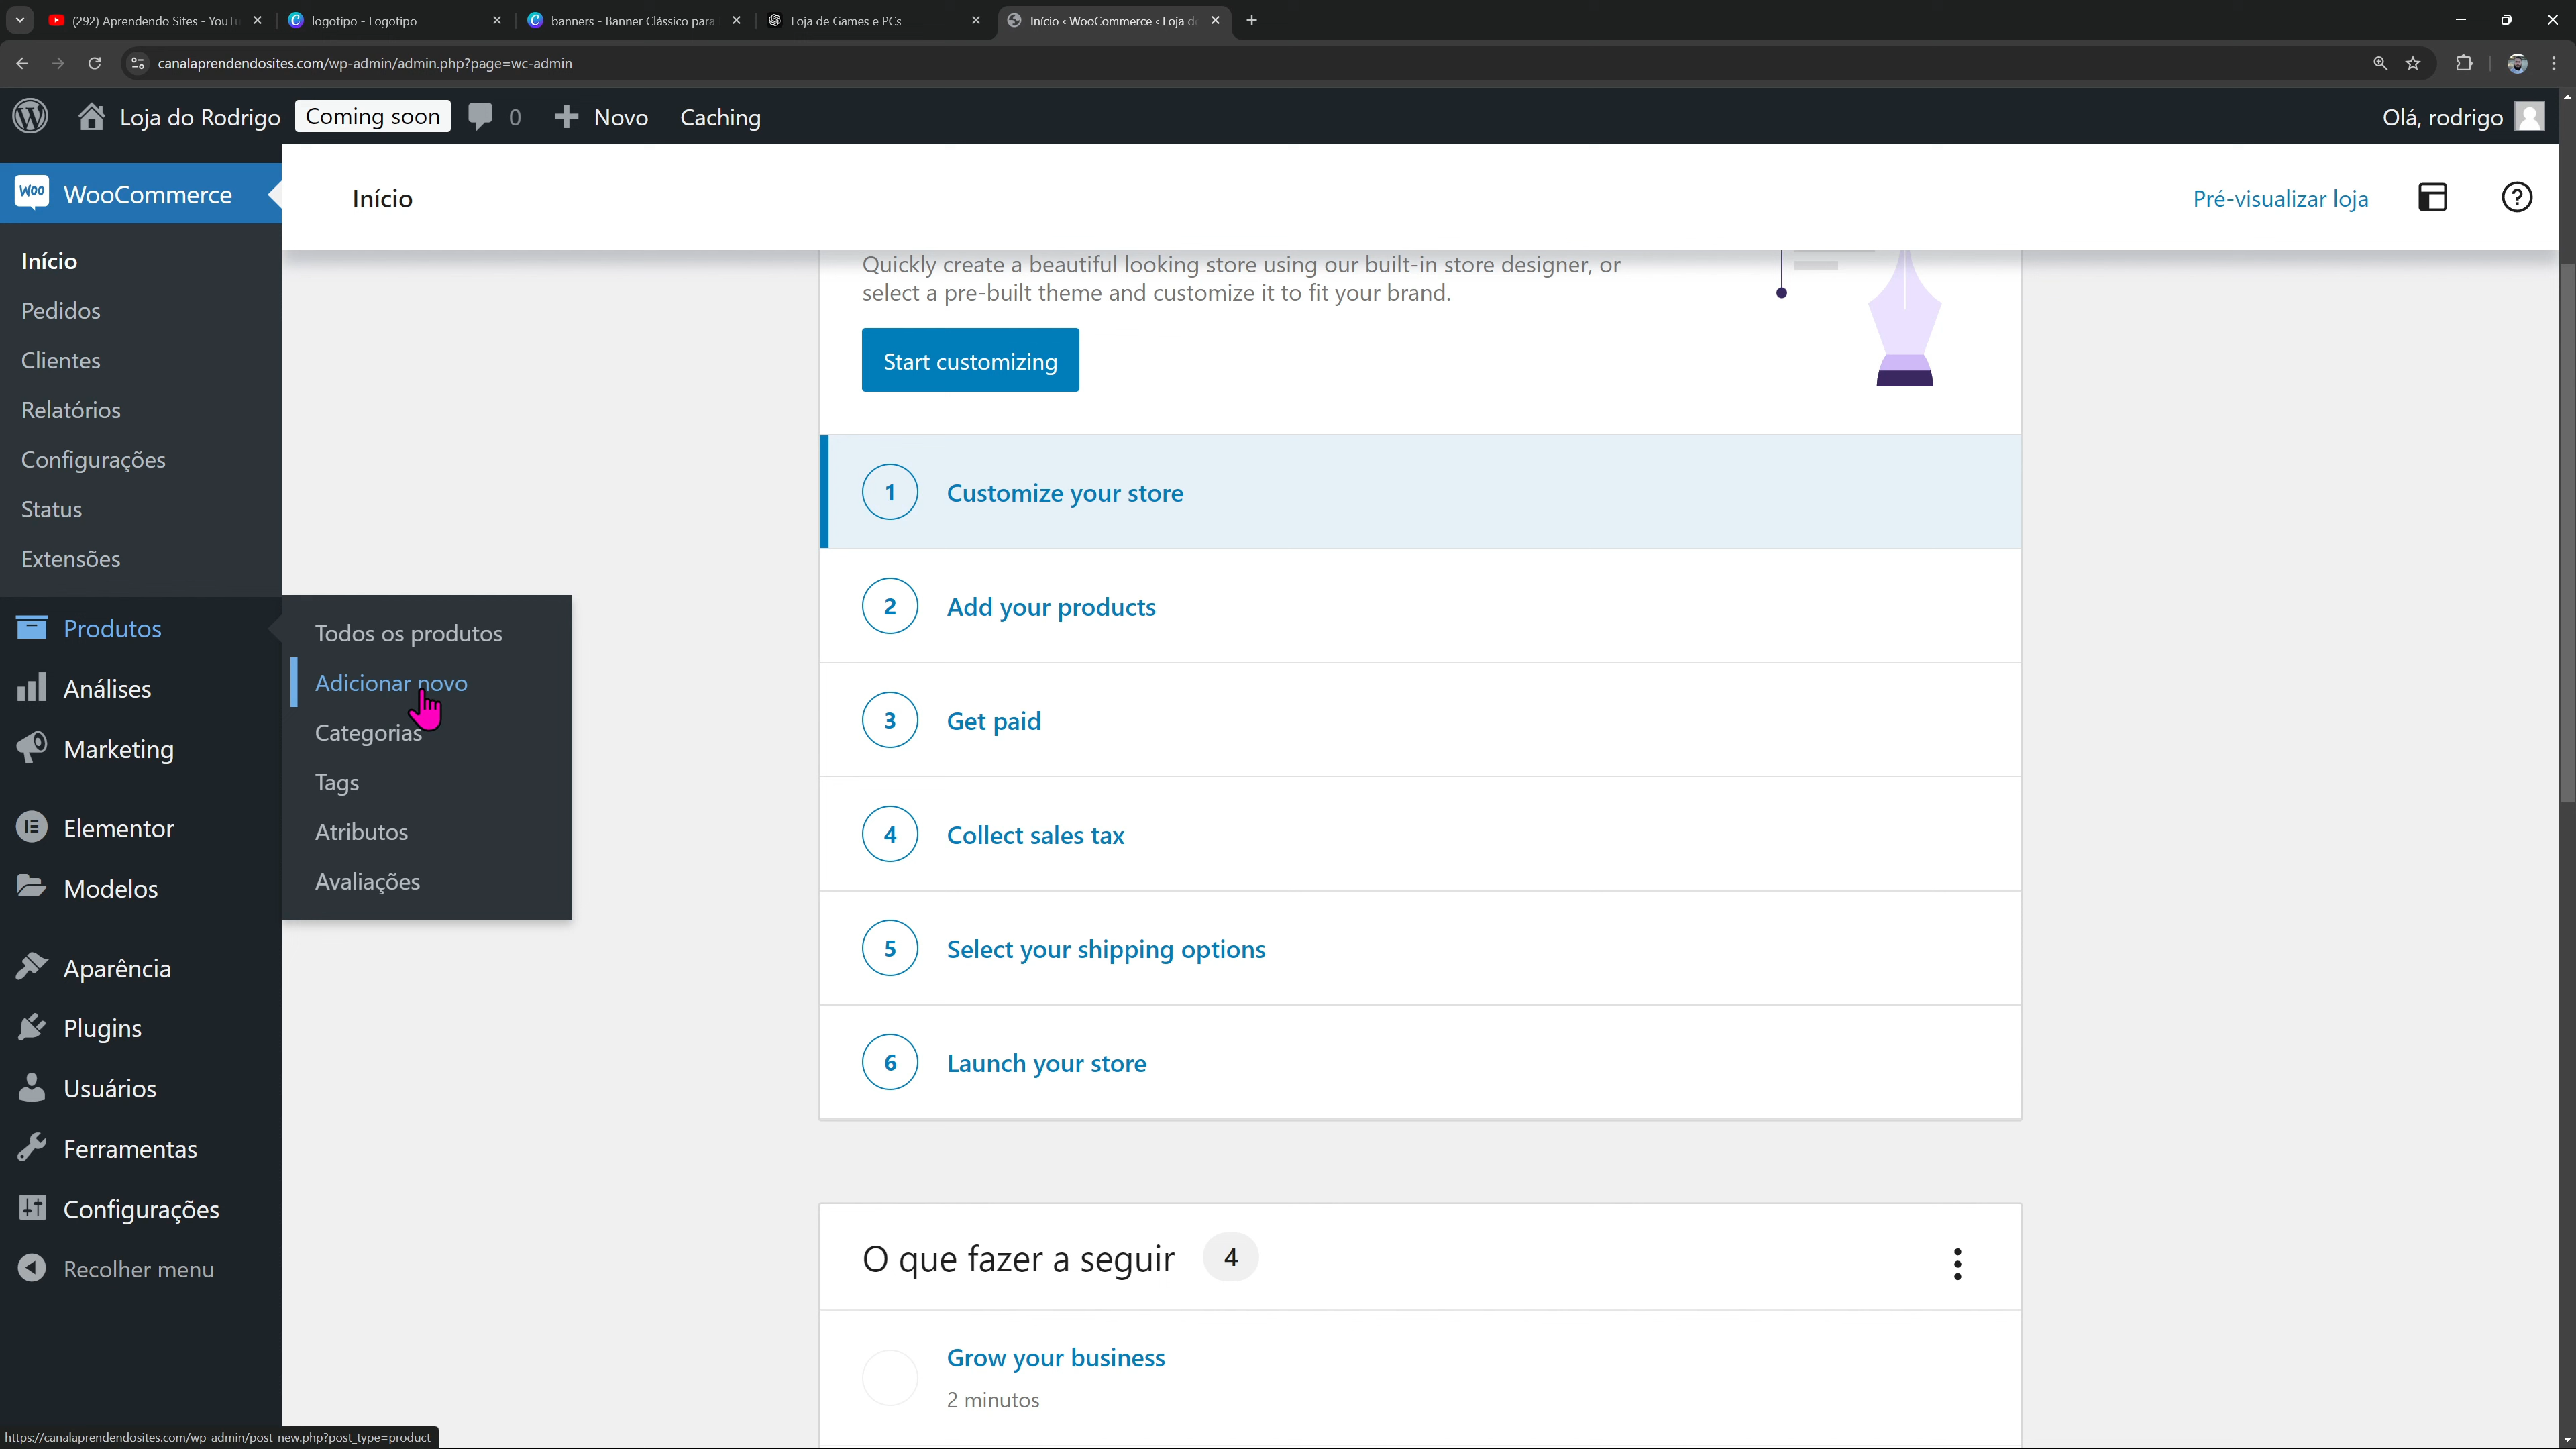 (292) Aprendendo Sites - YouTu
logotipo - Logotipo
banners - Banner Clássico para
Loja de Games e PCs
Início ‹ WooCommerce ‹ Loja do
canalaprendendosites.com/wp-admin/admin.php?page=wc-admin
Loja do Rodrigo
Coming soon
0
Novo
Caching
Olá, rodrigo
Woo
WooCommerce
Início
Pedidos
Clientes
Relatórios
Configurações
Status
Extensões
Produtos
Análises
Marketing
Elementor
Modelos
Aparência
Plugins
Usuários
Ferramentas
Configurações
Recolher menu
Todos os produtos
Adicionar novo
Categorias
Tags
Atributos
Avaliações
Início
Pré-visualizar loja
Quickly create a beautiful looking store using our built-in store designer, or
select a pre-built theme and customize it to fit your brand.
Start customizing
1 Customize your store
2 Add your products
3 Get paid
4 Collect sales tax
5 Select your shipping options
6 Launch your store
O que fazer a seguir 4
Grow your business
2 minutos
https://canalaprendendosites.com/wp-admin/post-new.php?post_type=product